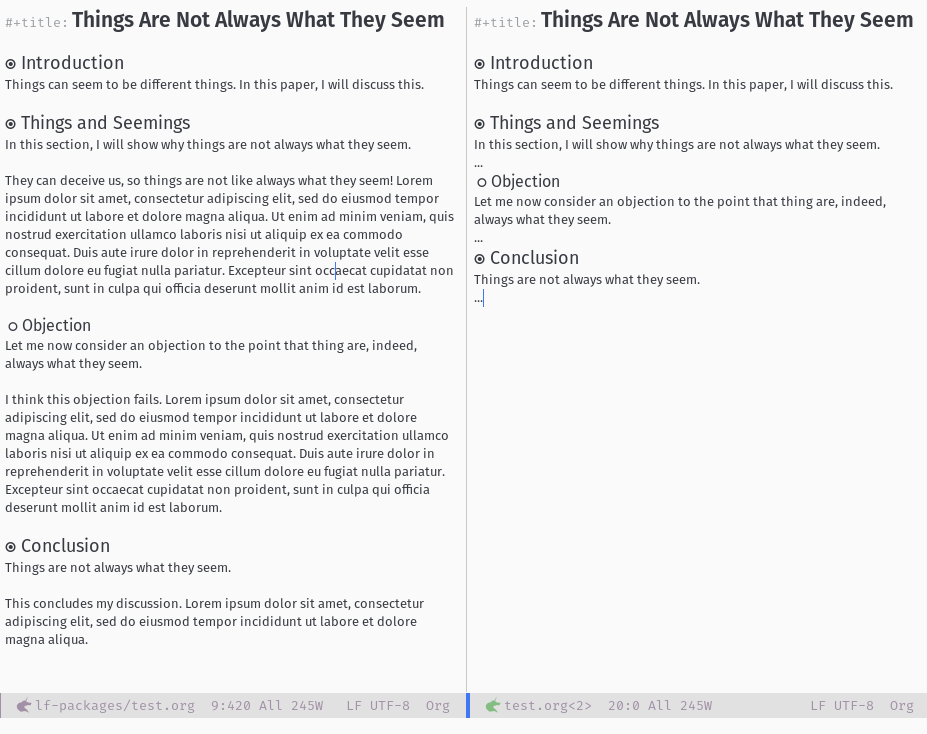 #+title: Things Are Not Always What They Seem
Introduction
Things can seem to be different things. In this paper, I will discuss this.
Things and Seemings
In this section, I will show why things are not always what they seem.
They can deceive us, so things are not like always what they seem! Lorem
ipsum dolor sit amet, consectetur adipiscing elit, sed do eiusmod tempor
incididunt ut labore et dolore magna aliqua. Ut enim ad minim veniam, quis
nostrud exercitation ullamco laboris nisi ut aliquip ex ea commodo
consequat. Duis aute irure dolor in reprehenderit in voluptate velit esse
cillum dolore eu fugiat nulla pariatur. Excepteur sint occaecat cupidatat non
proident, sunt in culpa qui officia deserunt mollit anim id est laborum.
Objection
Let me now consider an objection to the point that thing are, indeed,
always what they seem.
I think this objection fails. Lorem ipsum dolor sit amet, consectetur
adipiscing elit, sed do eiusmod tempor incididunt ut labore et dolore
magna aliqua. Ut enim ad minim veniam, quis nostrud exercitation ullamco
laboris nisi ut aliquip ex ea commodo consequat. Duis aute irure dolor in
reprehenderit in voluptate velit esse cillum dolore eu fugiat nulla pariatur.
Excepteur sint occaecat cupidatat non proident, sunt in culpa qui officia
deserunt mollit anim id est laborum.
Conclusion
Things are not always what they seem.
This concludes my discussion. Lorem ipsum dolor sit amet, consectetur
adipiscing elit, sed do eiusmod tempor incididunt ut labore et dolore
magna aliqua.
lf-packages/test.org 9:420 All 245W LF UTF-8 Org
#+title: Things Are Not Always What They Seem
Introduction
Things can seem to be different things. In this paper, I will discuss this.
Things and Seemings
In this section, I will show why things are not always what they seem.
...
Objection
Let me now consider an objection to the point that thing are, indeed,
always what they seem.
...
Conclusion
Things are not always what they seem.
...
test.org<2> 20:0 All 245W LF UTF-8 Org